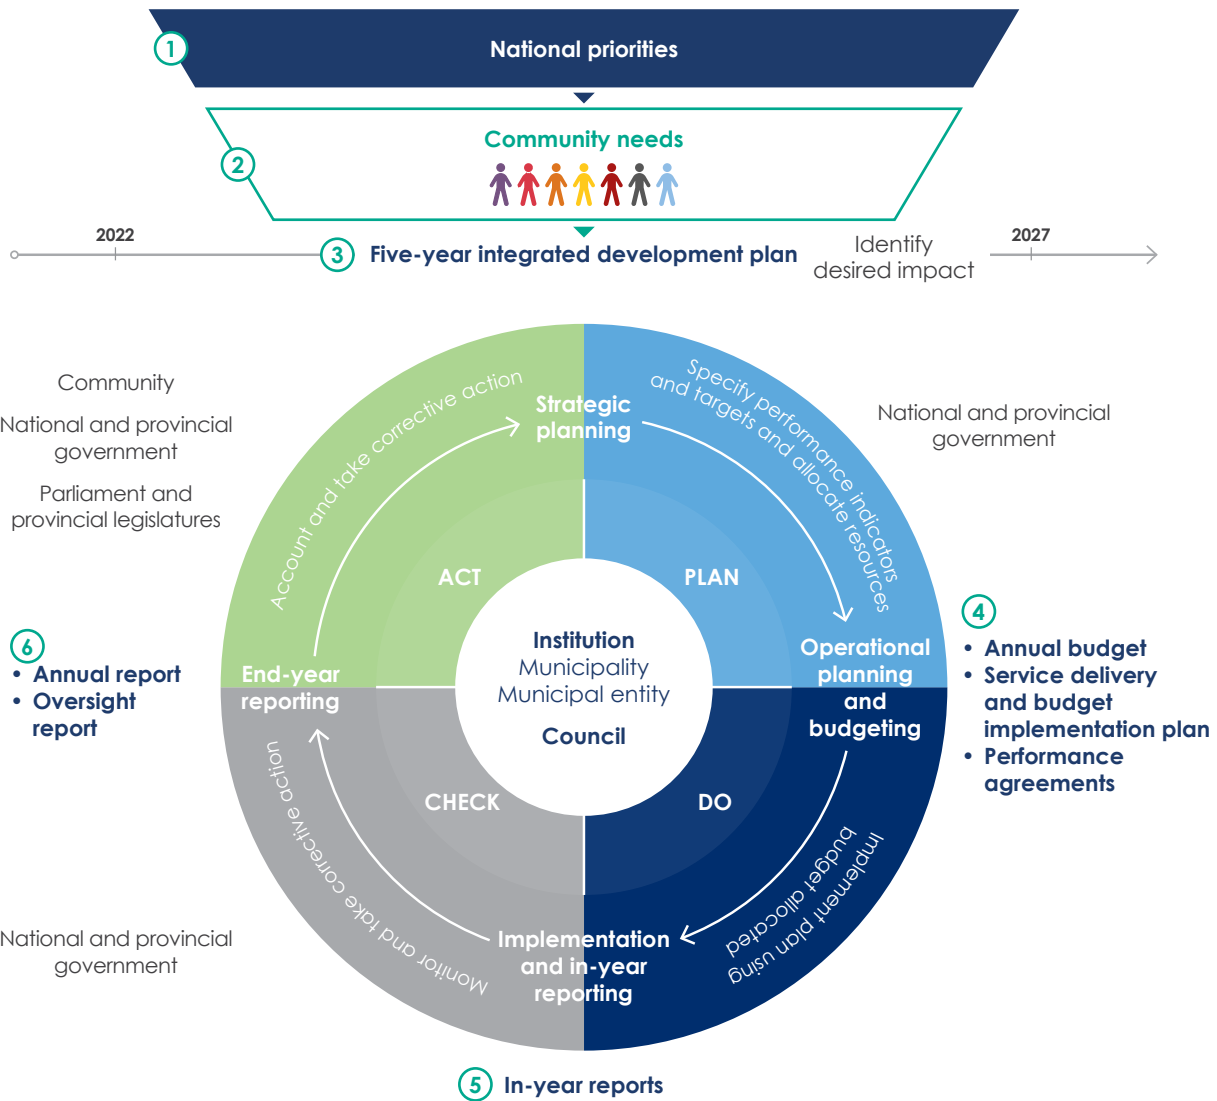 1
National priorities
2
Community needs
2022
3
Five-year integrated development plan
Identify
desired impact
2027
Community
National and provincial
government
Parliament and
provincial legislatures
National and provincial
government
Account and take corrective action
Strategic
planning
Specify performance indicators
and targets and allocate resources
ACT
PLAN
Institution
Municipality
Municipal entity
Council
6
• Annual report
• Oversight
report
End-year
reporting
Operational
planning
and
budgeting
4
• Annual budget
• Service delivery
and budget
implementation plan
• Performance
agreements
CHECK
DO
Monitor and take corrective action
Implement plan using
budget allocated
National and provincial
government
Implementation
and in-year
reporting
5
In-year reports